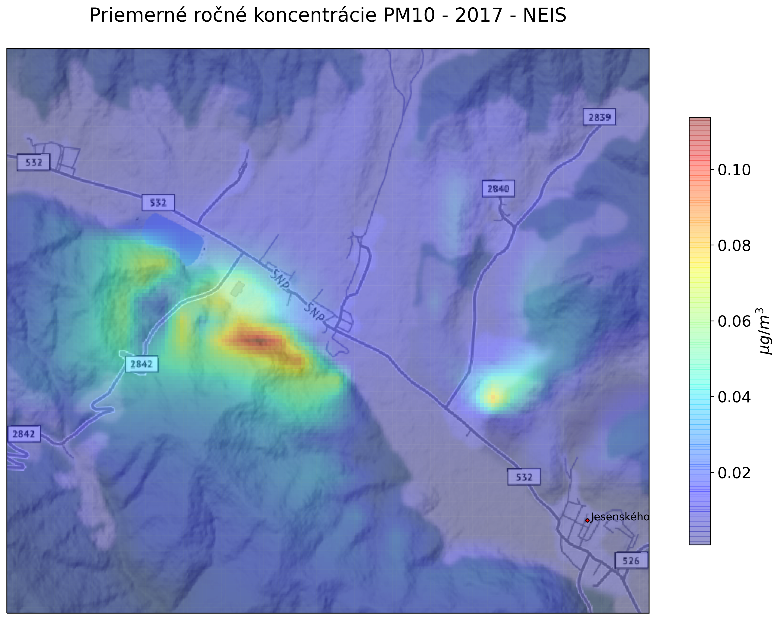 Priemerné ročné koncentrácie PM10 - 2017 - NEIS
2839
532
2840
532
SNP
SNP
2842
2842
532
Jesenského
526
0.10
0.08
0.06
0.04
0.02
μg/m³